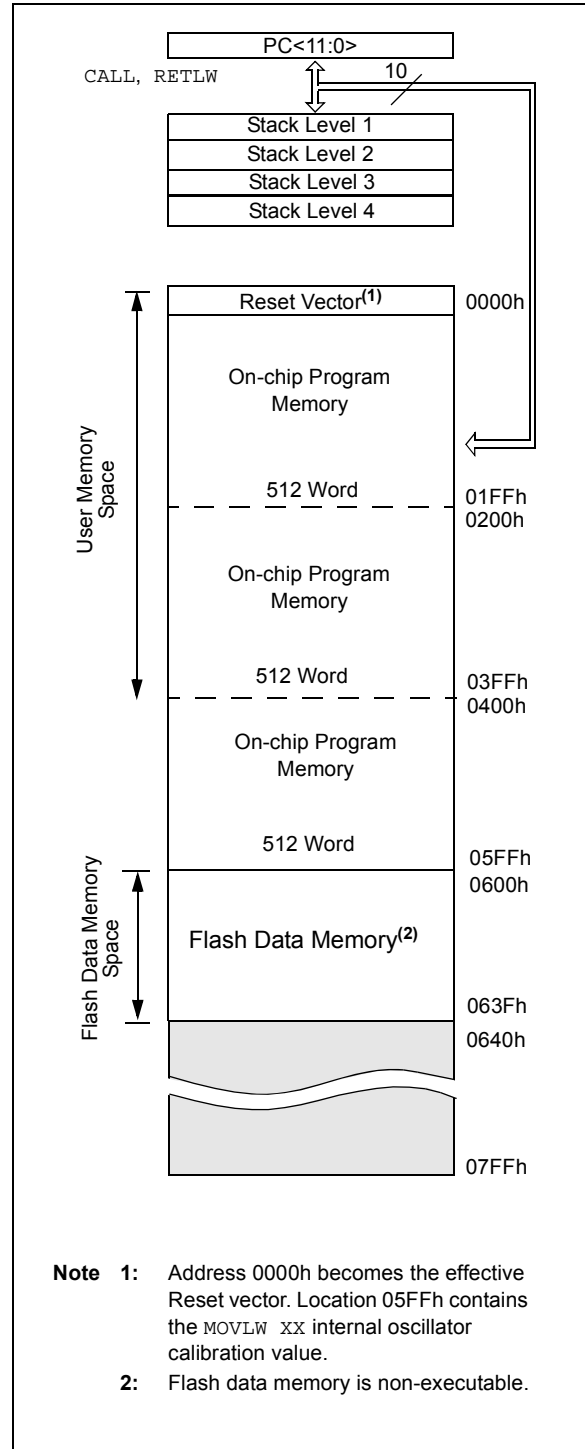 PC<11:0>
CALL, RETLW
10
Stack Level 1
Stack Level 2
Stack Level 3
Stack Level 4
Reset Vector(1)
0000h
On-chip Program
Memory
User Memory
Space
512 Word
01FFh
0200h
On-chip Program
Memory
512 Word
03FFh
0400h
On-chip Program
Memory
512 Word
05FFh
0600h
Flash Data Memory
Space
Flash Data Memory(2)
063Fh
0640h
07FFh
Note 1: Address 0000h becomes the effective
Reset vector. Location 05FFh contains
the MOVLW XX internal oscillator
calibration value.
2: Flash data memory is non-executable.